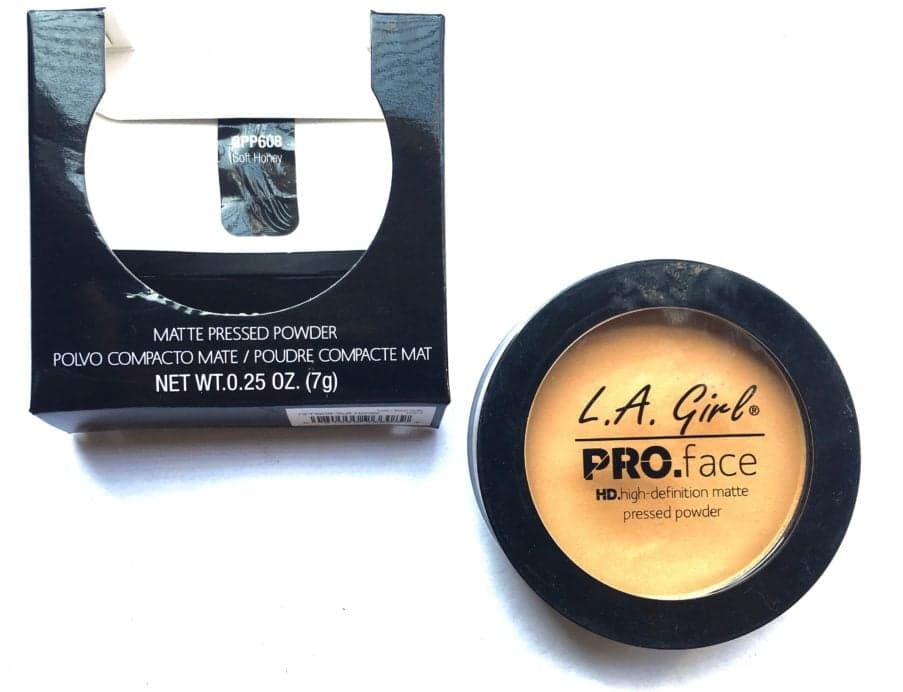 PP608
Soft Honey
MATTE PRESSED POWDER
POLVO COMPACTO MATE / POUDRE COMPACTE MAT
NET WT.0.25 OZ. (7g)
L.A. Girl®
PRO.face
HD.high-definition matte
pressed powder